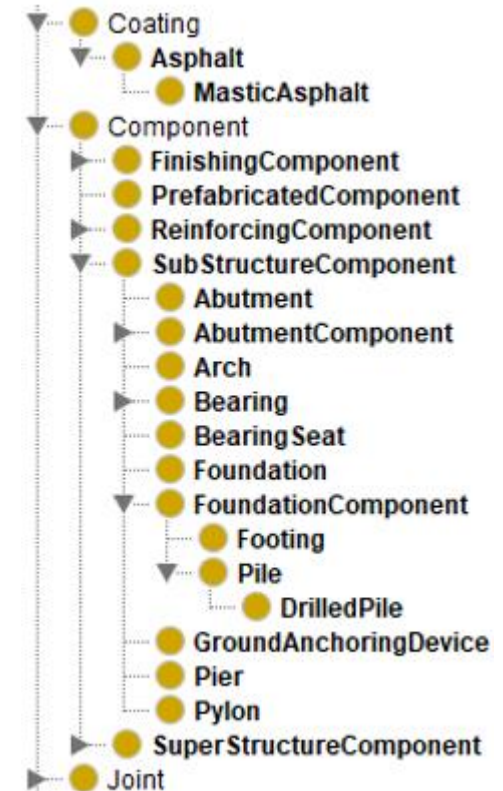 Coating
Asphalt
MasticAsphalt
Component
FinishingComponent
PrefabricatedComponent
ReinforcingComponent
SubStructureComponent
Abutment
AbutmentComponent
Arch
Bearing
BearingSeat
Foundation
FoundationComponent
Footing
Pile
DrilledPile
GroundAnchoringDevice
Pier
Pylon
SuperStructureComponent
Joint